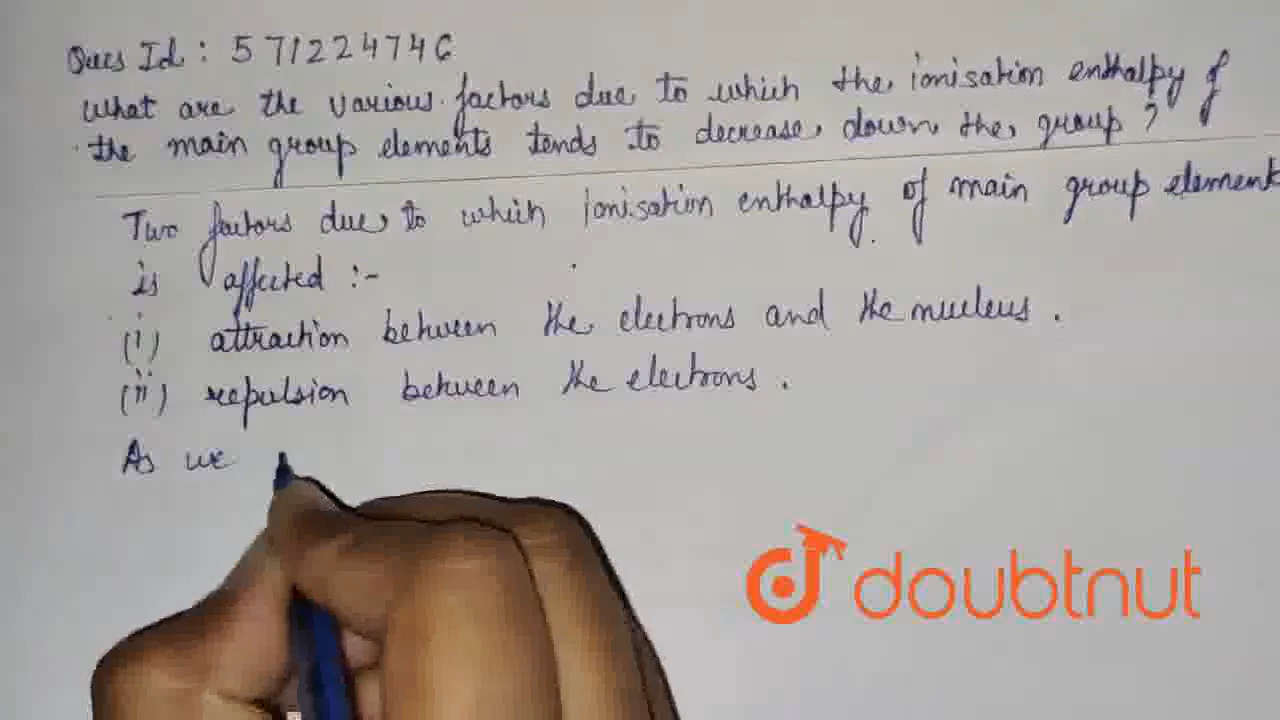 Ques Id : 571224746
What are the various factors due to which the ionisation enthalpy of
the main group elements tends to decrease down the group ?
Two factors due to which ionisation enthalpy of main group element
is affected :-
(i) attraction between the electrons and the nucleus.
(ii) repulsion between the electrons.
As we
doubtnut